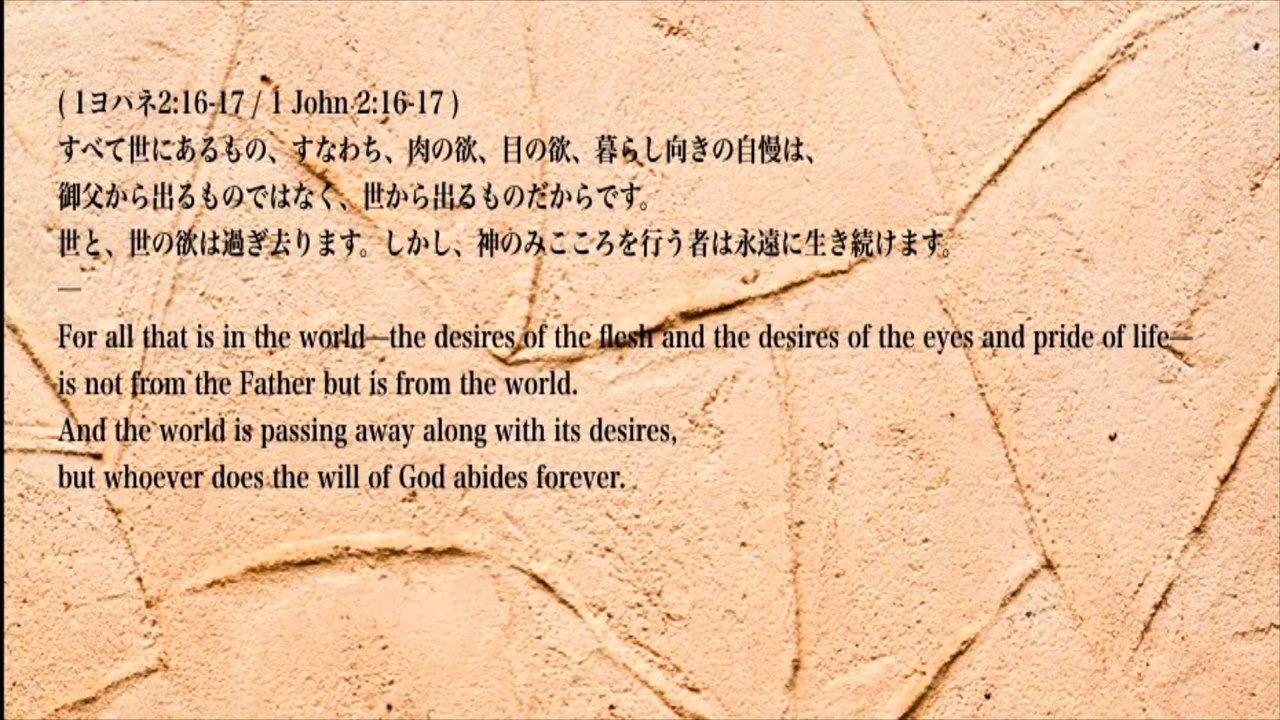 ( 1ヨハネ2:16-17 / 1 John 2:16-17 )
すべて世にあるもの、すなわち、肉の欲、目の欲、暮らし向きの自慢は、
御父から出るものではなく、世から出るものだからです。
世と、世の欲は過ぎ去ります。しかし、神のみこころを行う者は永遠に生き続けます。
—
For all that is in the world—the desires of the flesh and the desires of the eyes and pride of life—
is not from the Father but is from the world.
And the world is passing away along with its desires,
but whoever does the will of God abides forever.